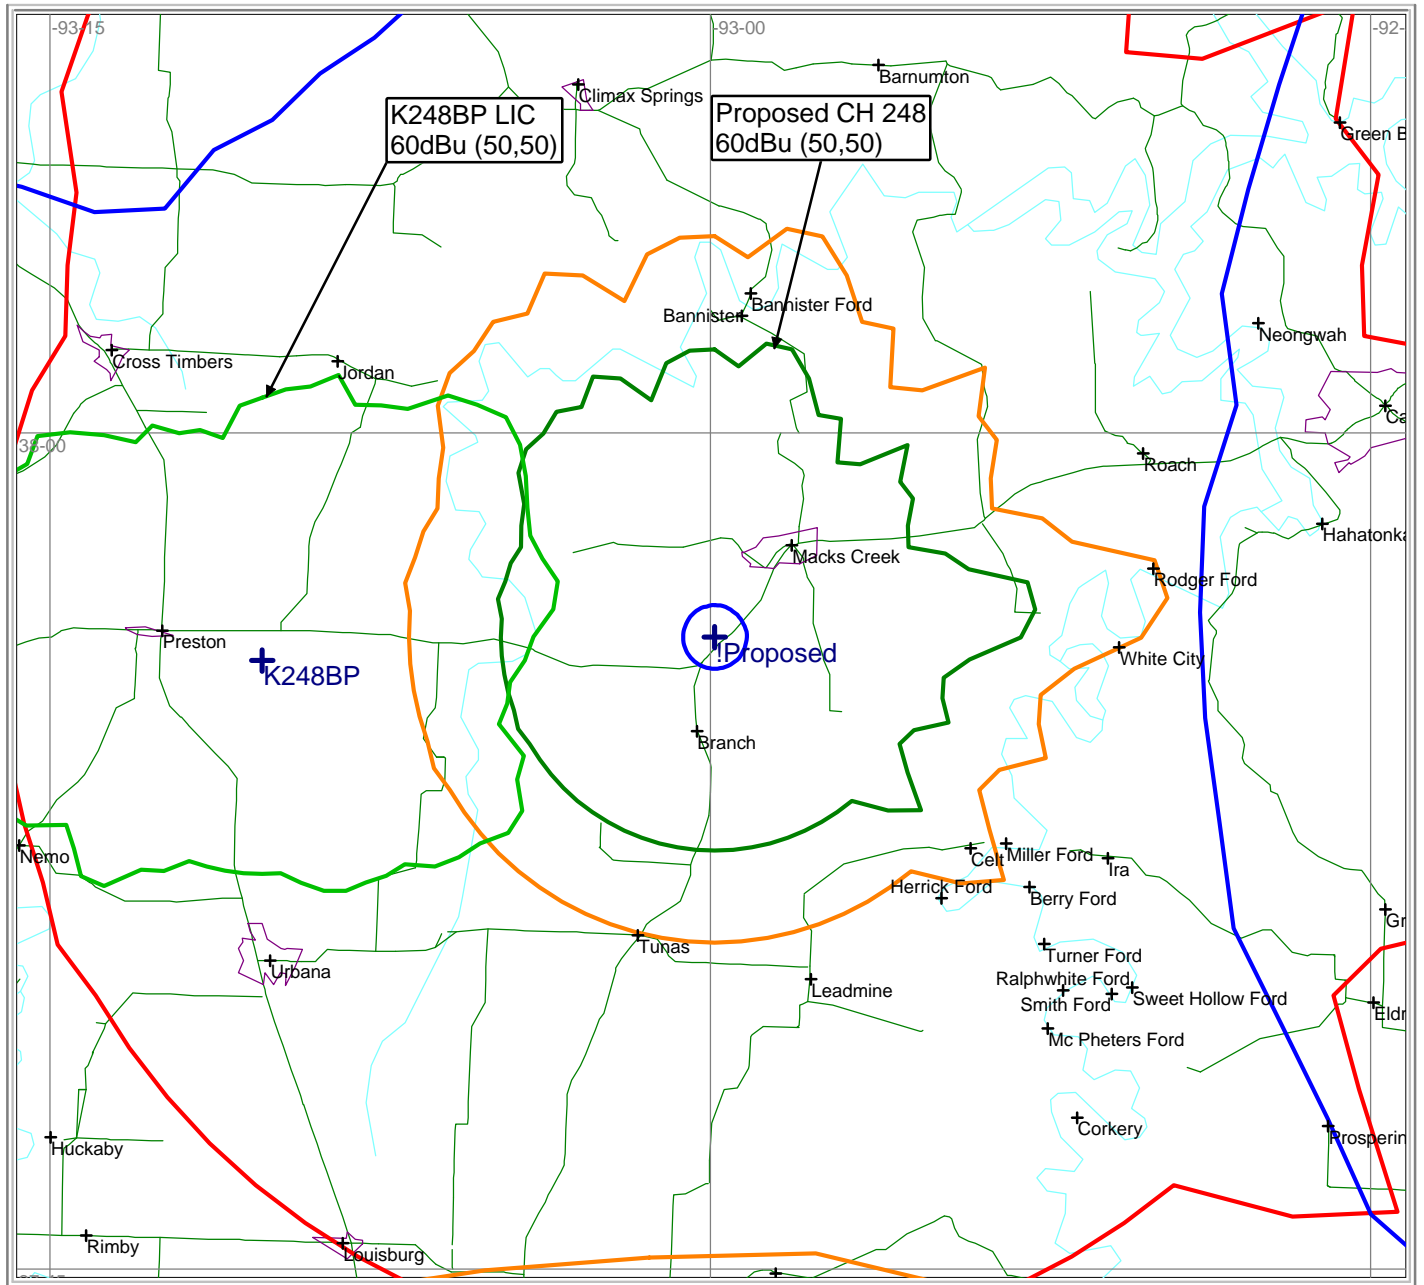 -93-15
-93-00
-92-
Barnumton
Climax Springs
K248BP LIC
60dBu (50,50)
Proposed CH 248
60dBu (50,50)
Green B
Bannister Ford
Bannister
Neongwah
Cross Timbers
Jordan
Ca
38-00
Roach
Hahatonka
Macks Creek
Rodger Ford
Preston
!Proposed
White City
K248BP
Branch
Nemo
Celt
Miller Ford
Ira
Herrick Ford
Berry Ford
Gr
Tunas
Turner Ford
Urbana
Leadmine
Ralphwhite Ford
Sweet Hollow Ford
Smith Ford
Eldr
Mc Pheters Ford
Corkery
Prosperin
Huckaby
Rimby
Louisburg